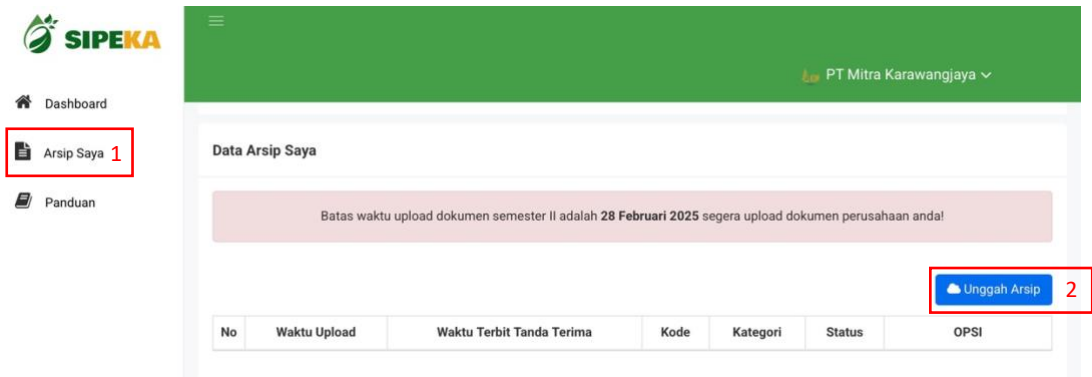 SIPEKA
PT Mitra Karawangjaya
Dashboard
Arsip Saya 1
Panduan
Data Arsip Saya
Batas waktu upload dokumen semester II adalah 28 Februari 2025 segera upload dokumen perusahaan anda!
Unggah Arsip 2
No Waktu Upload Waktu Terbit Tanda Terima Kode Kategori Status OPSI